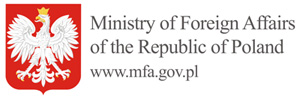 Ministry of Foreign Affairs
of the Republic of Poland
www.mfa.gov.pl